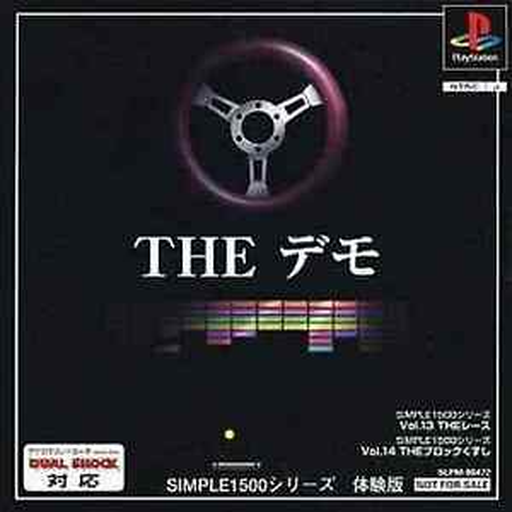 PlayStation
THE デモ
SIMPLE1500シリーズ
Vol.13 THEレース
SIMPLE1500シリーズ
Vol.14 THEブロックくずし
DUAL SHOCK
対応
SIMPLE1500シリーズ 体験版
SLPM-80472
NOT FOR SALE